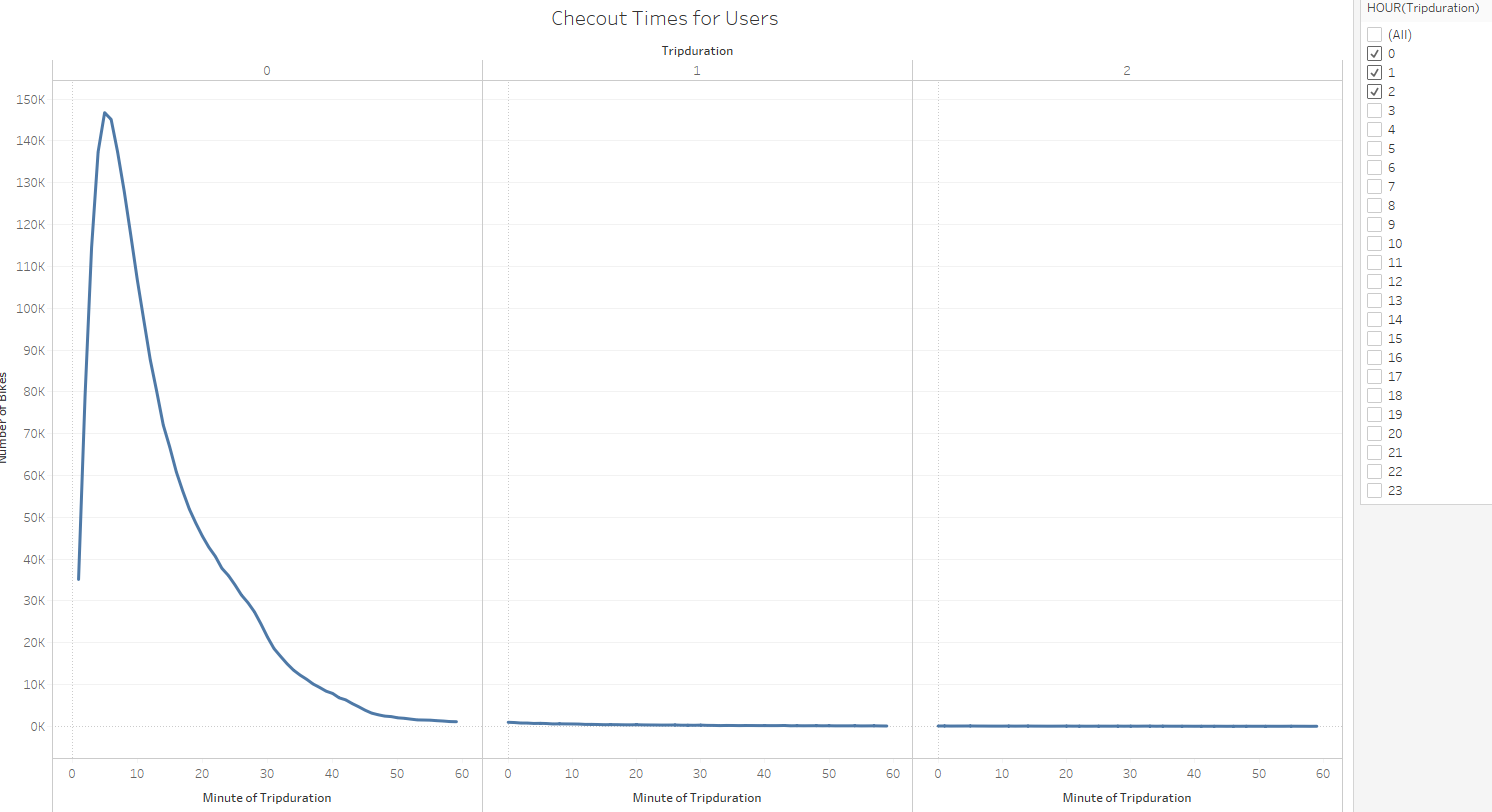 Checout Times for Users
Tripduration
0 1 2
150K
140K
130K
120K
110K
100K
90K
80K
70K
60K
50K
40K
30K
20K
10K
0K
Number of Bikes
0 10 20 30 40 50 60 0 10 20 30 40 50 60 0 10 20 30 40 50 60
Minute of Tripduration Minute of Tripduration Minute of Tripduration
HOUR(Tripduration)
(All)
0
1
2
3
4
5
6
7
8
9
10
11
12
13
14
15
16
17
18
19
20
21
22
23